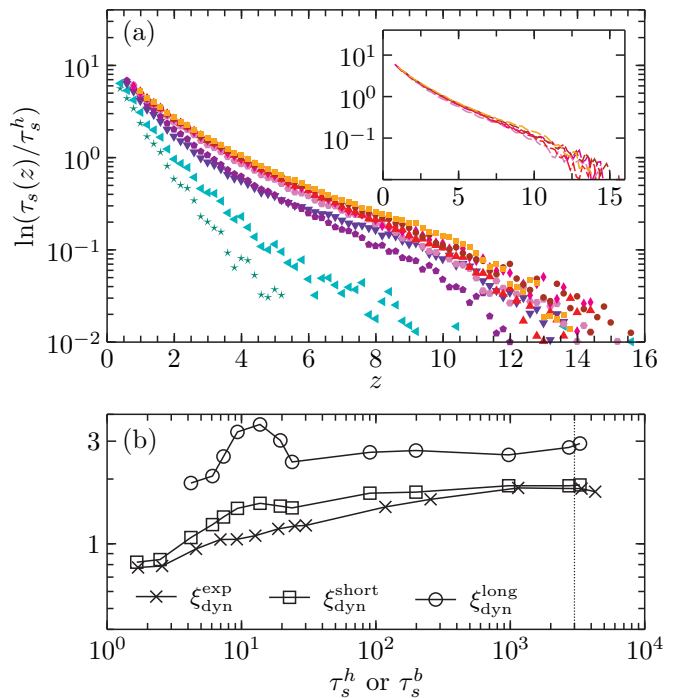 (a)
ln(τ_s(z)/τ_s^h)
10^1
10^0
10^{-1}
10^{-2}
0 2 4 6 8 10 12 14 16
z
10^1
10^0
10^{-1}
0 5 10 15
(b)
3
1
ξ_dyn^exp ξ_dyn^short ξ_dyn^long
10^0 10^1 10^2 10^3 10^4
τ_s^h or τ_s^b